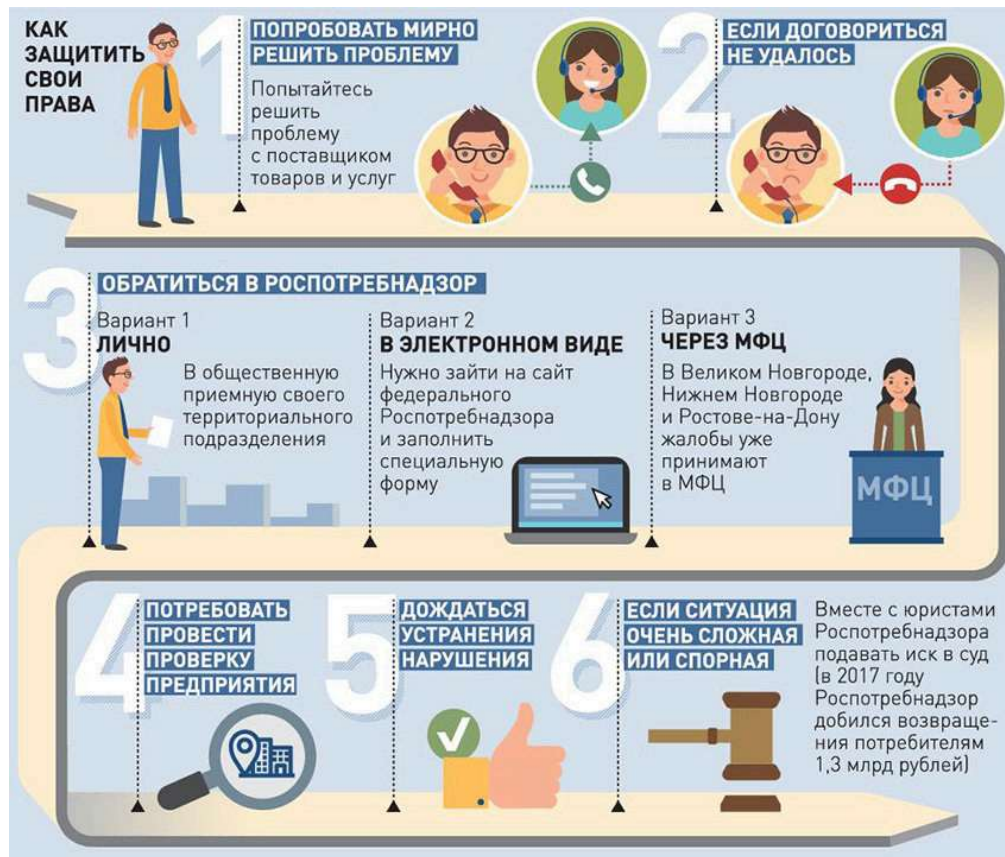 КАК
ЗАЩИТИТЬ
СВОИ
ПРАВА
1
ПОПРОБОВАТЬ МИРНО
РЕШИТЬ ПРОБЛЕМУ
Попытайтесь
решить
проблему
с поставщиком
товаров и услуг
2
ЕСЛИ ДОГОВОРИТЬСЯ
НЕ УДАЛОСЬ
3
ОБРАТИТЬСЯ В РОСПОТРЕБНАДЗОР
Вариант 1
ЛИЧНО
В общественную
приемную своего
территориального
подразделения
Вариант 2
В ЭЛЕКТРОННОМ ВИДЕ
Нужно зайти на сайт
федерального
Роспотребнадзора
и заполнить
специальную
форму
Вариант 3
ЧЕРЕЗ МФЦ
В Великом Новгороде,
Нижнем Новгороде
и Ростове-на-Дону
жалобы уже
принимают
в МФЦ
МФЦ
4
ПОТРЕБОВАТЬ
ПРОВЕСТИ
ПРОВЕРКУ
ПРЕДПРИЯТИЯ
5
ДОЖДАТЬСЯ
УСТРАНЕНИЯ
НАРУШЕНИЯ
6
ЕСЛИ СИТУАЦИЯ
ОЧЕНЬ СЛОЖНАЯ
ИЛИ СПОРНАЯ
Вместе с юристами
Роспотребнадзора
подавать иск в суд
(в 2017 году
Роспотребнадзор
добился возвраще-
ния потребителям
1,3 млрд рублей)